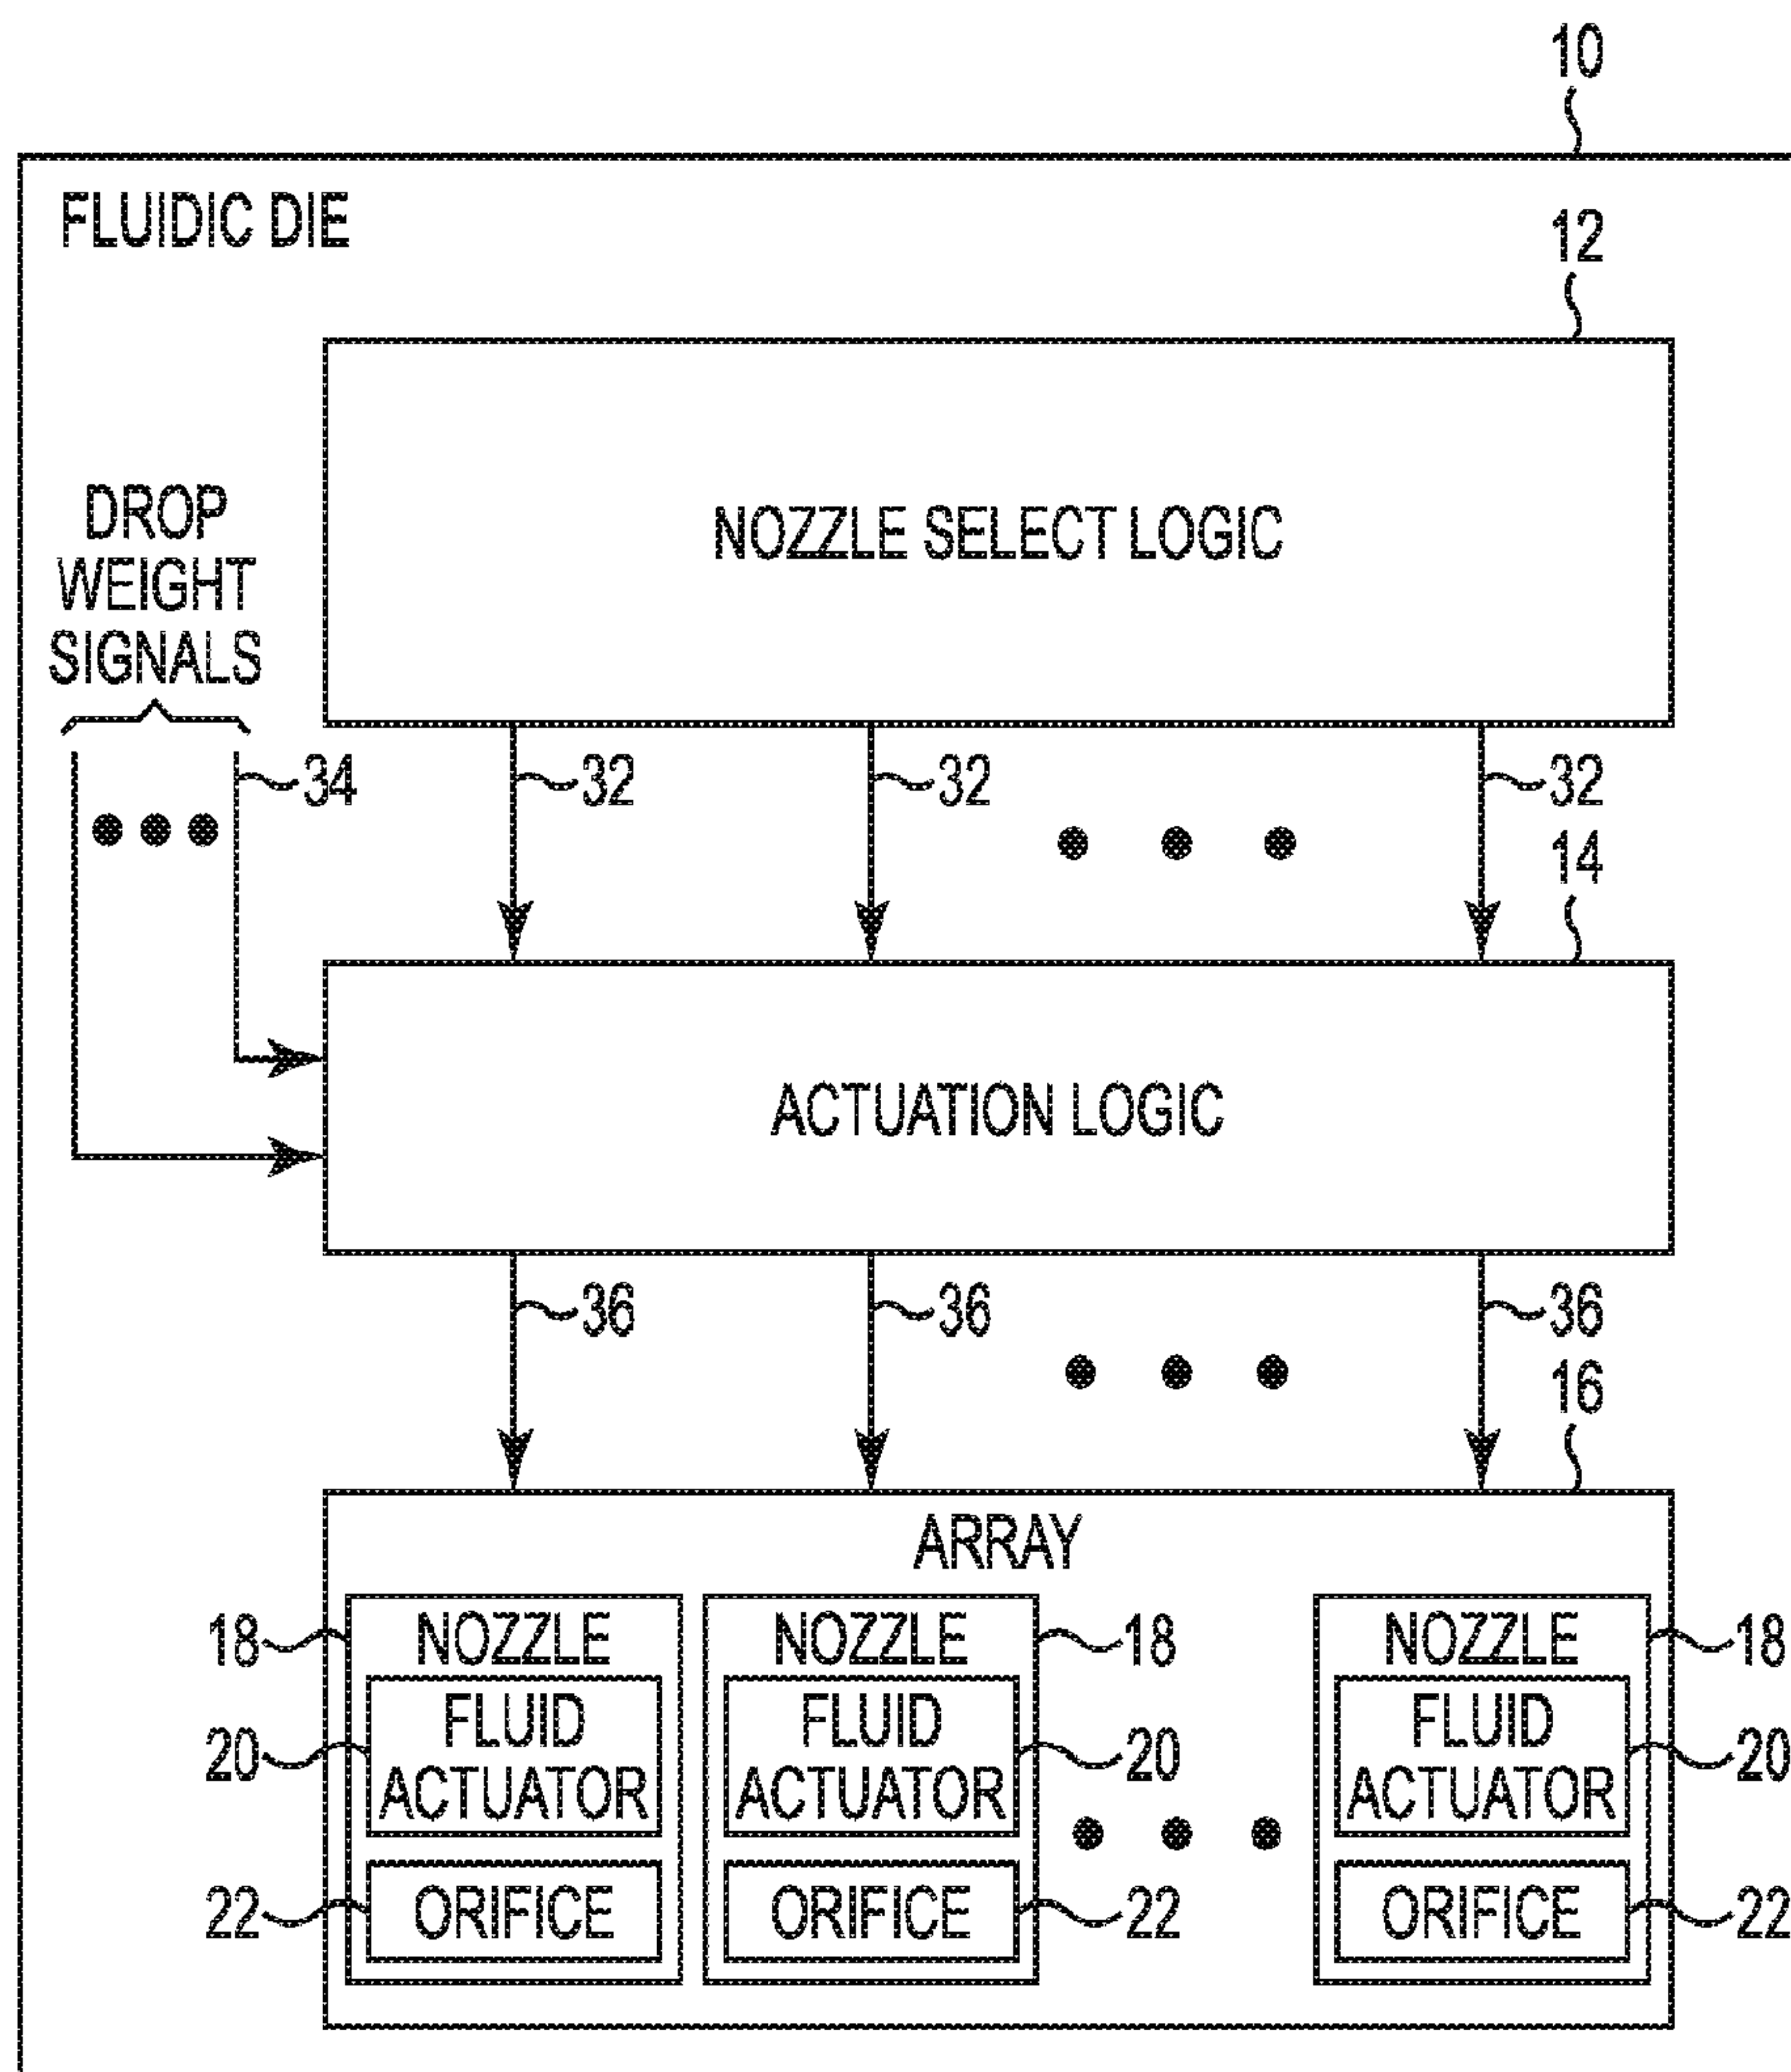 10
FLUIDIC DIE
12
NOZZLE SELECT LOGIC
DROP
WEIGHT
SIGNALS
34
32
32
32
14
ACTUATION LOGIC
36
36
36
16
ARRAY
18 NOZZLE NOZZLE 18 NOZZLE 18
FLUID FLUID FLUID
20 ACTUATOR ACTUATOR 20 ACTUATOR 20
22 ORIFICE ORIFICE 22 ORIFICE 22